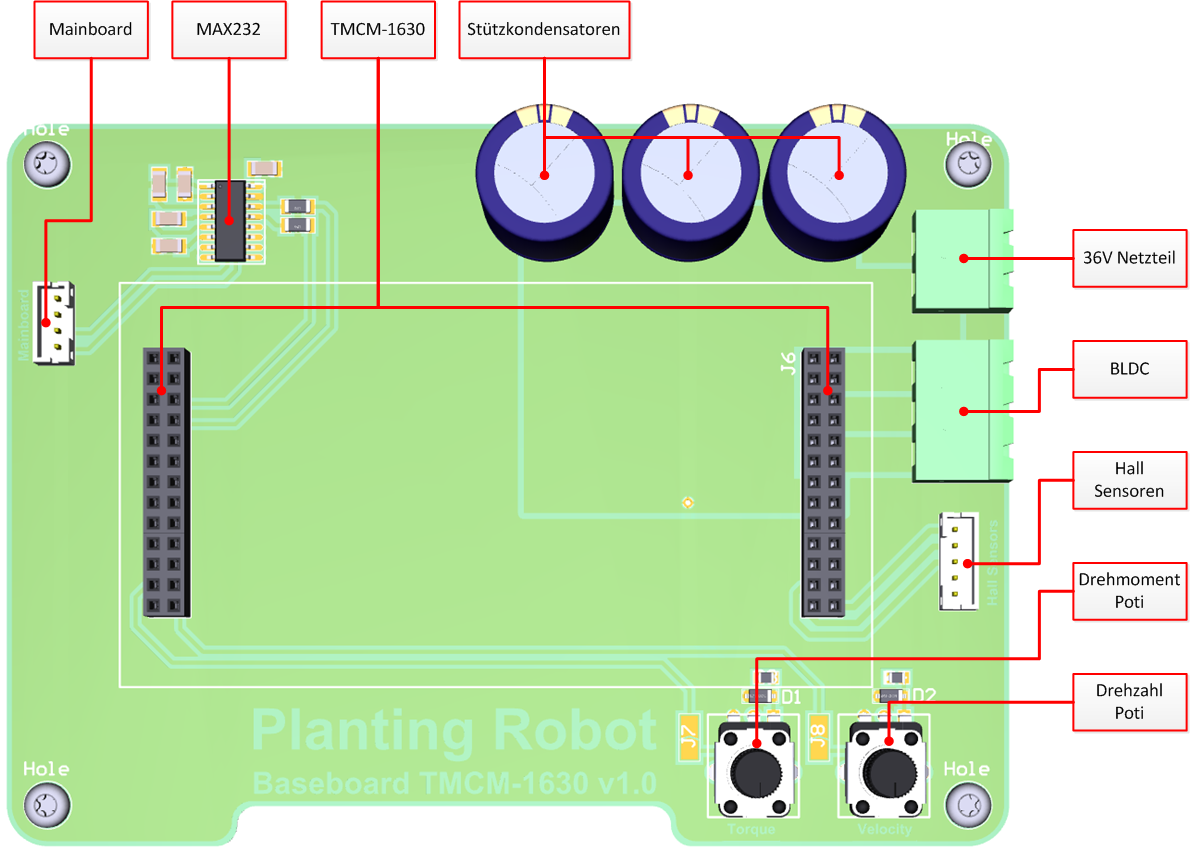 Mainboard
MAX232
TMCM-1630
Stützkondensatoren
Hole
Hole
36V Netzteil
Mainboard
J6
BLDC
Hall
Sensoren
Hall Sensors
Drehmoment
Poti
D1
D2
Drehzahl
Poti
Planting Robot
J7
J8
Baseboard TMCM-1630 v1.0
Hole
Hole
Torque
Velocity